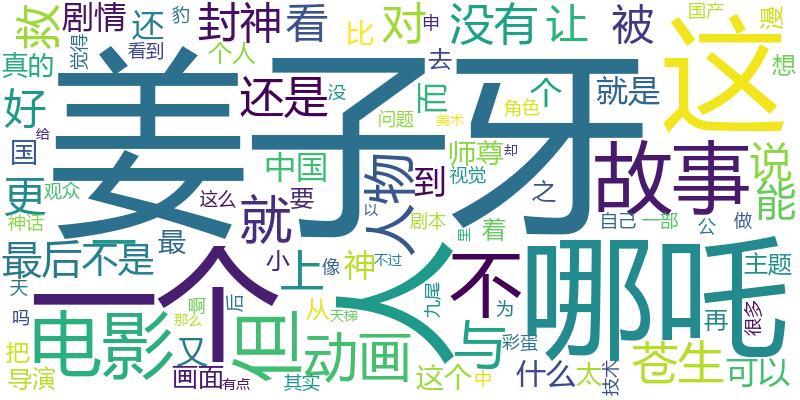 救
剧情
还
豹
封神
看
比
对
申
没有
让
被
国产
漫
真的
觉得
看到
个人
去
这
想
好
姜子牙
还是
没
而
个
就是
国
问题
美术
角色
更
给
中国
师尊
却
故事
说
观众
人物
到
视觉
之
能
神话
这么
就
要
以
剧本
里
着
自己
一部
公
做
最后
不是
一个
最
小
上
像
神
不过
人
九尾
不
哪吒
主题
天
吗
电影
啊
后
但
从
天梯
与
为
彩蛋
再
很多
把
又
那么
动画
什么
太
技术
苍生
可以
导演
画面
有点
其实
这个
中